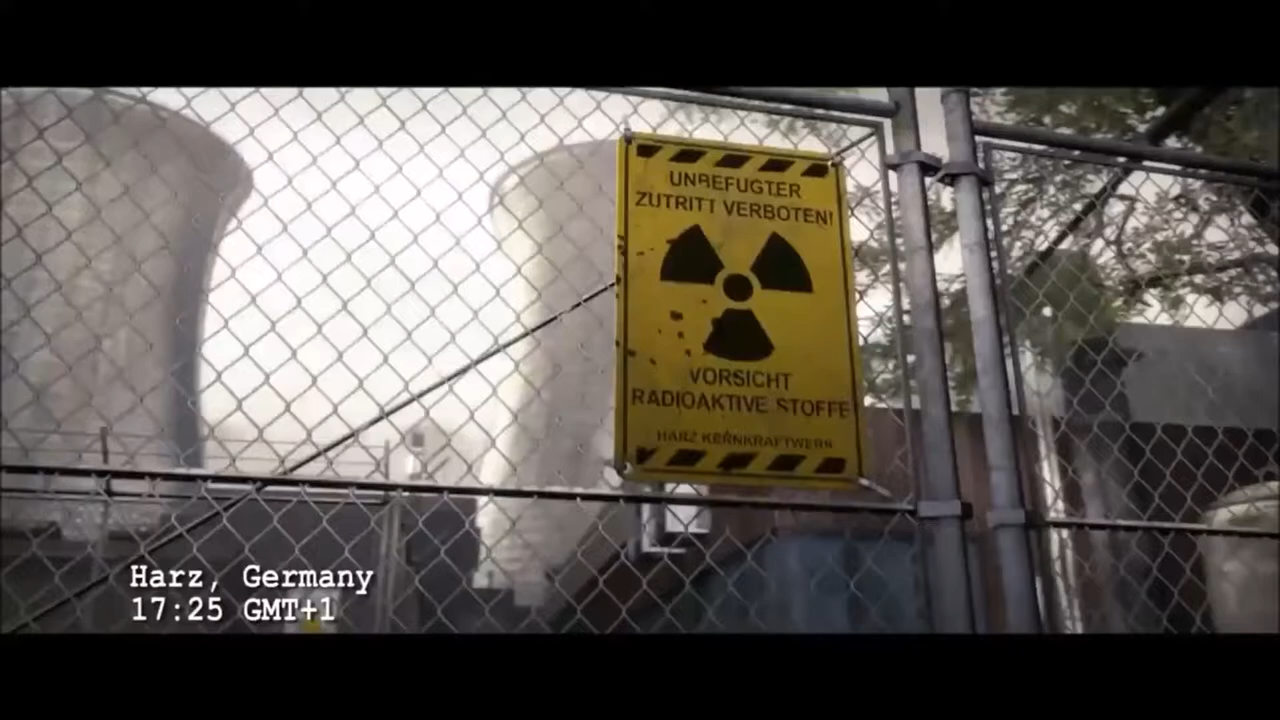 UNBEFUGTER
ZUTRITT VERBOTEN!
VORSICHT
RADIOAKTIVE STOFFE
HARZ KERNKRAFTWERK
Harz, Germany
17:25 GMT+1